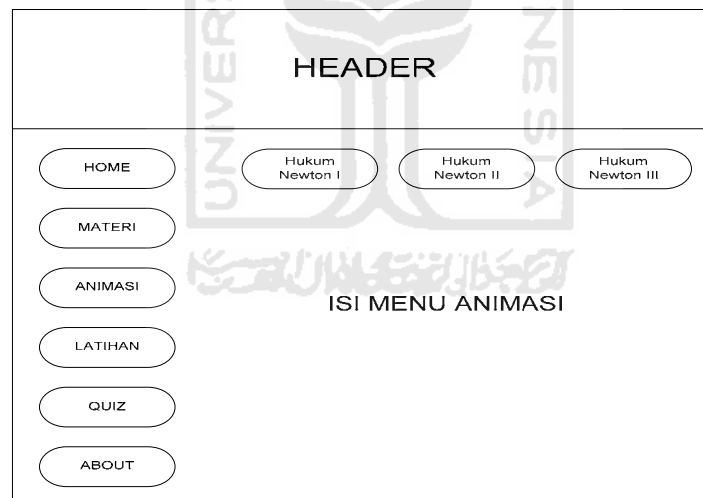 HEADER
HOME
Hukum
Newton I
Hukum
Newton II
Hukum
Newton III
MATERI
ANIMASI
ISI MENU ANIMASI
LATIHAN
QUIZ
ABOUT